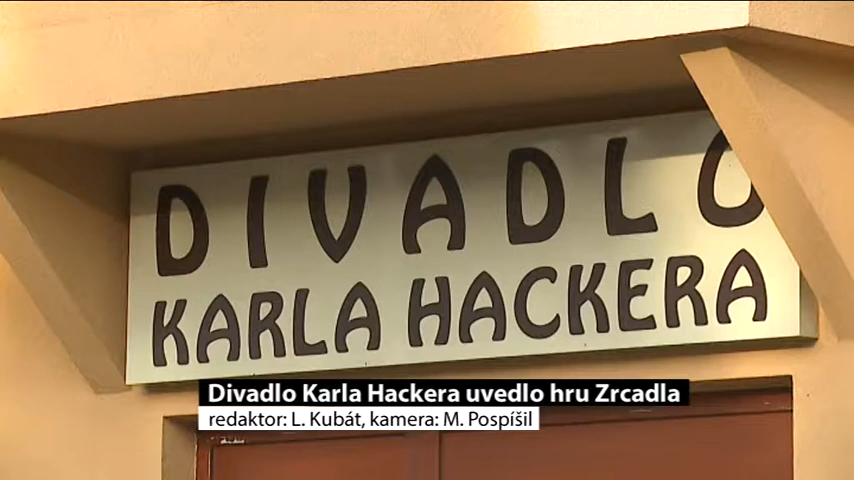 DIVADLO
KARLA HACKERA
Divadlo Karla Hackera uvedlo hru Zrcadla
redaktor: L. Kubát, kamera: M. Pospíšil